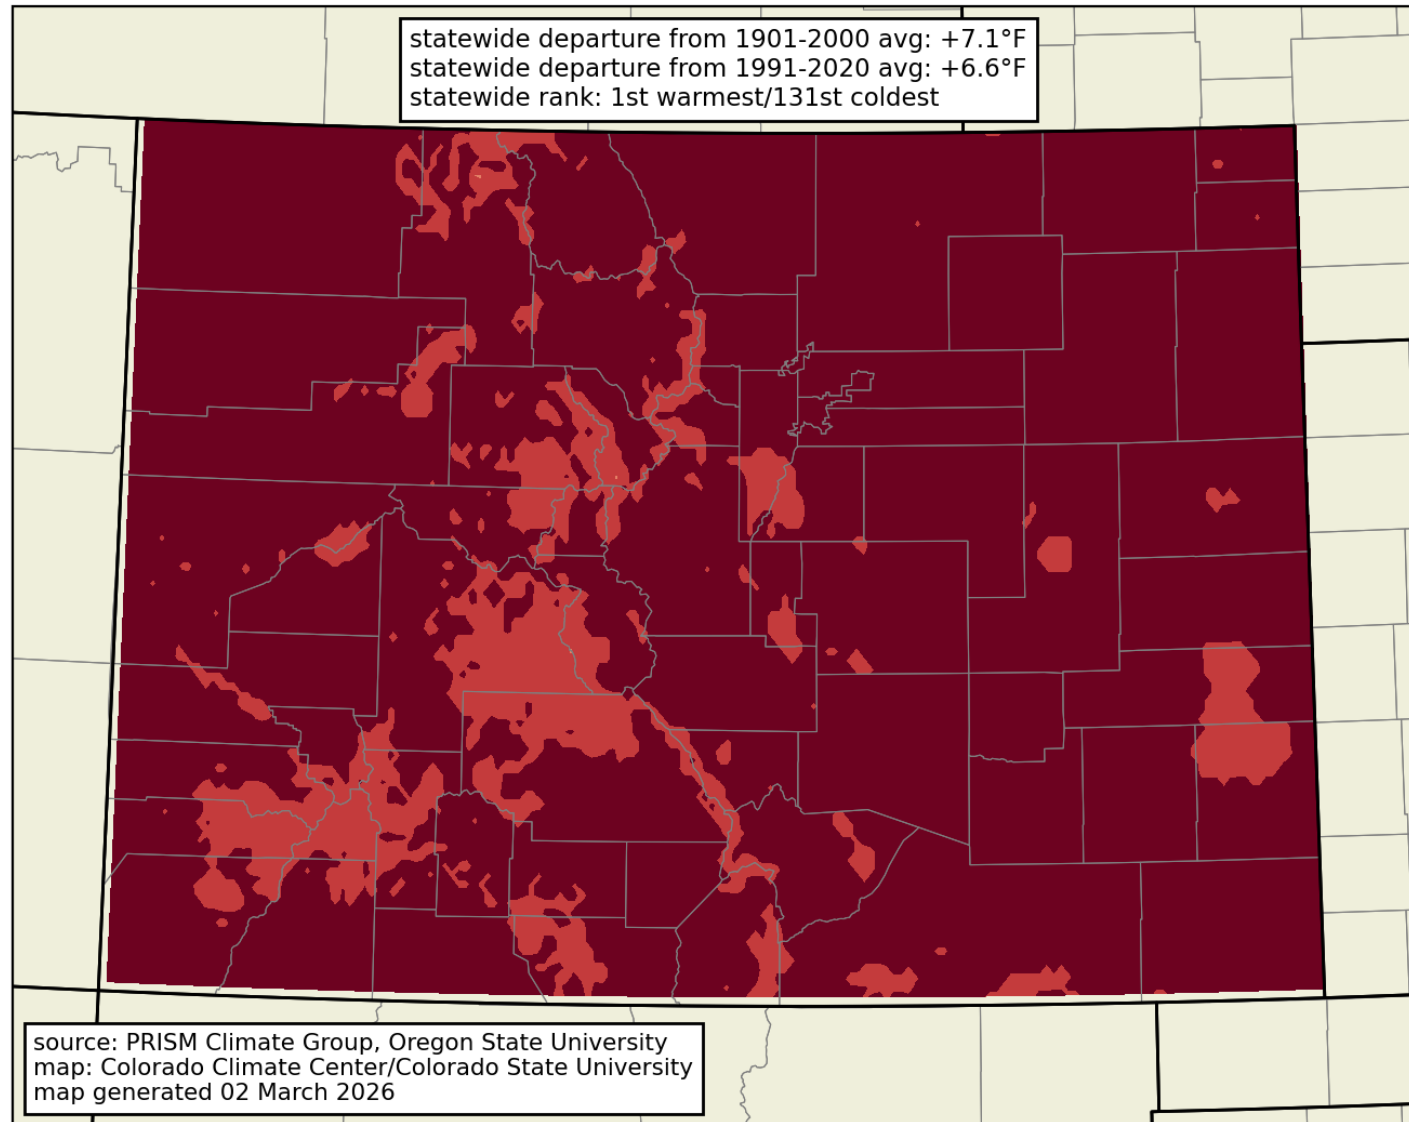 statewide departure from 1901-2000 avg: +7.1°F
statewide departure from 1991-2020 avg: +6.6°F
statewide rank: 1st warmest/131st coldest
source: PRISM Climate Group, Oregon State University
map: Colorado Climate Center/Colorado State University
map generated 02 March 2026